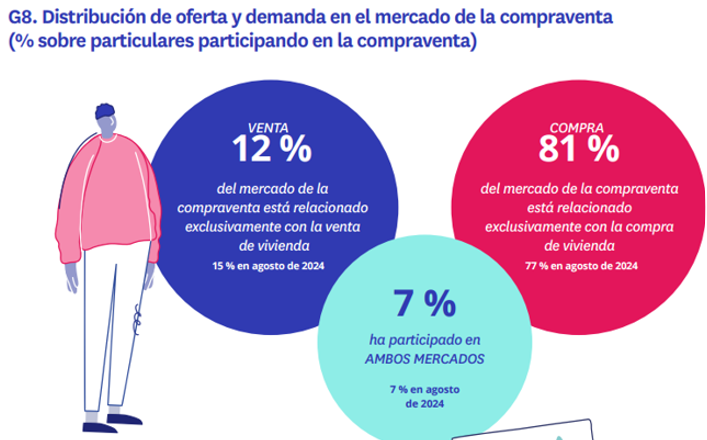 G8. Distribución de oferta y demanda en el mercado de la compraventa
(% sobre particulares participando en la compraventa)
VENTA
12 %
del mercado de la
compraventa está relacionado
exclusivamente con la venta
de vivienda
15 % en agosto de 2024
COMPRA
81 %
del mercado de la compraventa
está relacionado
exclusivamente con la compra
de vivienda
77 % en agosto de 2024
7 %
ha participado en
AMBOS MERCADOS
7 % en agosto
de 2024